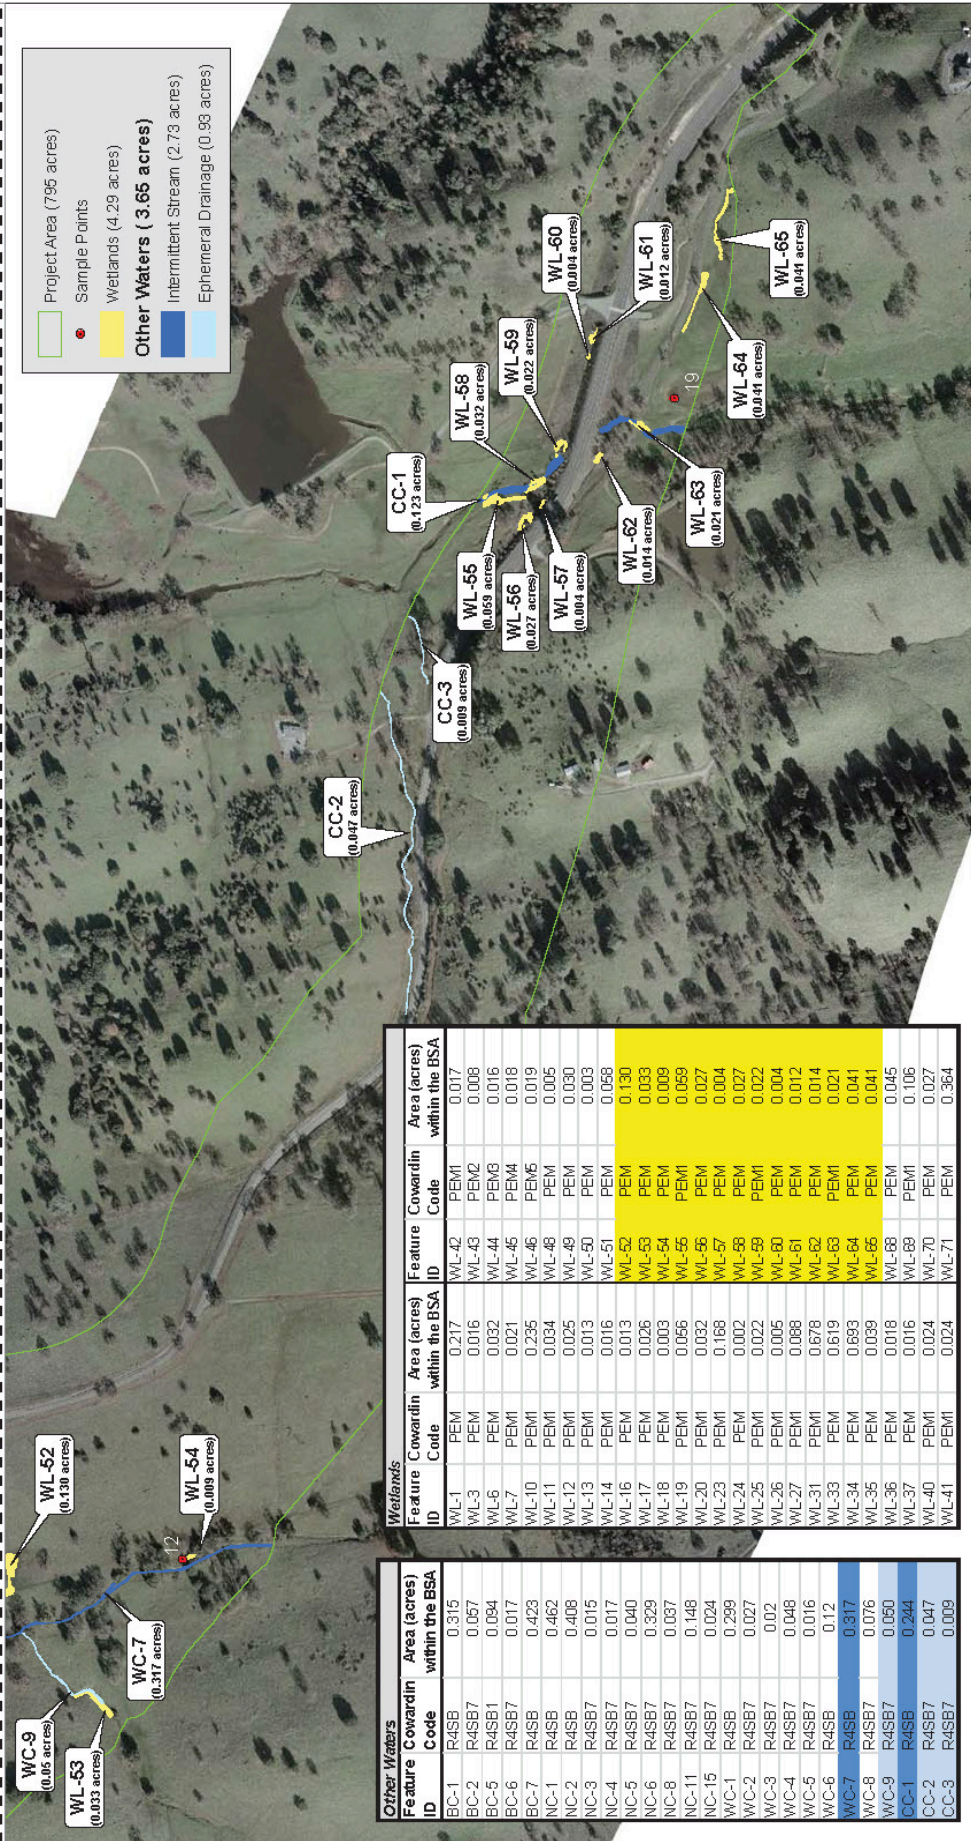 Project Area (795 acres)
Sample Points
Wetlands (4.29 acres)
Other Waters ( 3.65 acres)
Intermittent Stream (2.73 acres)
Ephemeral Drainage (0.93 acres)
WC-9
(0.05 acres)
WL-53
(0.033 acres)
WC-7
(0.317 acres)
WL-52
(0.130 acres)
12
WL-54
(0.009 acres)
CC-2
(0.047 acres)
CC-3
(0.009 acres)
CC-1
(0.123 acres)
WL-55
(0.059 acres)
WL-56
(0.027 acres)
WL-57
(0.004 acres)
WL-58
(0.032 acres)
WL-59
(0.022 acres)
WL-60
(0.004 acres)
WL-61
(0.012 acres)
WL-62
(0.014 acres)
WL-63
(0.021 acres)
19
WL-64
(0.041 acres)
WL-65
(0.041 acres)
Other Waters
Feature ID Cowardin Code Area (acres) within the BSA
BC-1 R4SB 0.315
BC-2 R4SB7 0.057
BC-5 R4SB1 0.094
BC-6 R4SB7 0.017
BC-7 R4SB7 0.423
NC-1 R4SB 0.462
NC-2 R4SB 0.408
NC-3 R4SB7 0.015
NC-4 R4SB7 0.017
NC-5 R4SB7 0.040
NC-6 R4SB7 0.329
NC-8 R4SB7 0.037
NC-11 R4SB7 0.148
NC-15 R4SB7 0.024
WC-1 R4SB 0.299
WC-2 R4SB7 0.027
WC-3 R4SB7 0.02
WC-4 R4SB7 0.048
WC-5 R4SB7 0.016
WC-6 R4SB 0.12
WC-7 R4SB 0.317
WC-8 R4SB7 0.076
WC-9 R4SB7 0.050
CC-1 R4SB 0.244
CC-2 R4SB7 0.047
CC-3 R4SB7 0.009
Wetlands
Feature ID Cowardin Code Area (acres) within the BSA Feature ID Cowardin Code Area (acres) within the BSA
WL-1 PEM 0.217 WL-42 PEM1 0.017
WL-3 PEM 0.016 WL-43 PEM2 0.008
WL-6 PEM 0.032 WL-44 PEM3 0.016
WL-7 PEM1 0.021 WL-45 PEM4 0.018
WL-10 PEM1 0.235 WL-46 PEM5 0.019
WL-11 PEM1 0.034 WL-48 PEM 0.005
WL-12 PEM1 0.025 WL-49 PEM 0.030
WL-13 PEM1 0.013 WL-50 PEM 0.003
WL-14 PEM1 0.016 WL-51 PEM 0.058
WL-16 PEM 0.013 WL-52 PEM 0.130
WL-17 PEM 0.026 WL-53 PEM 0.033
WL-18 PEM 0.003 WL-54 PEM 0.009
WL-19 PEM1 0.056 WL-55 PEM1 0.059
WL-20 PEM1 0.032 WL-56 PEM 0.027
WL-23 PEM1 0.168 WL-57 PEM 0.004
WL-24 PEM1 0.002 WL-58 PEM 0.027
WL-25 PEM1 0.022 WL-59 PEM1 0.022
WL-26 PEM1 0.005 WL-60 PEM 0.004
WL-27 PEM1 0.088 WL-61 PEM 0.012
WL-31 PEM1 0.678 WL-62 PEM 0.014
WL-33 PEM1 0.619 WL-63 PEM1 0.021
WL-34 PEM 0.693 WL-64 PEM 0.041
WL-35 PEM 0.039 WL-65 PEM 0.041
WL-36 PEM 0.018 WL-68 PEM 0.045
WL-37 PEM1 0.016 WL-69 PEM1 0.106
WL-40 PEM1 0.024 WL-70 PEM 0.027
WL-41 PEM1 0.024 WL-71 PEM 0.364